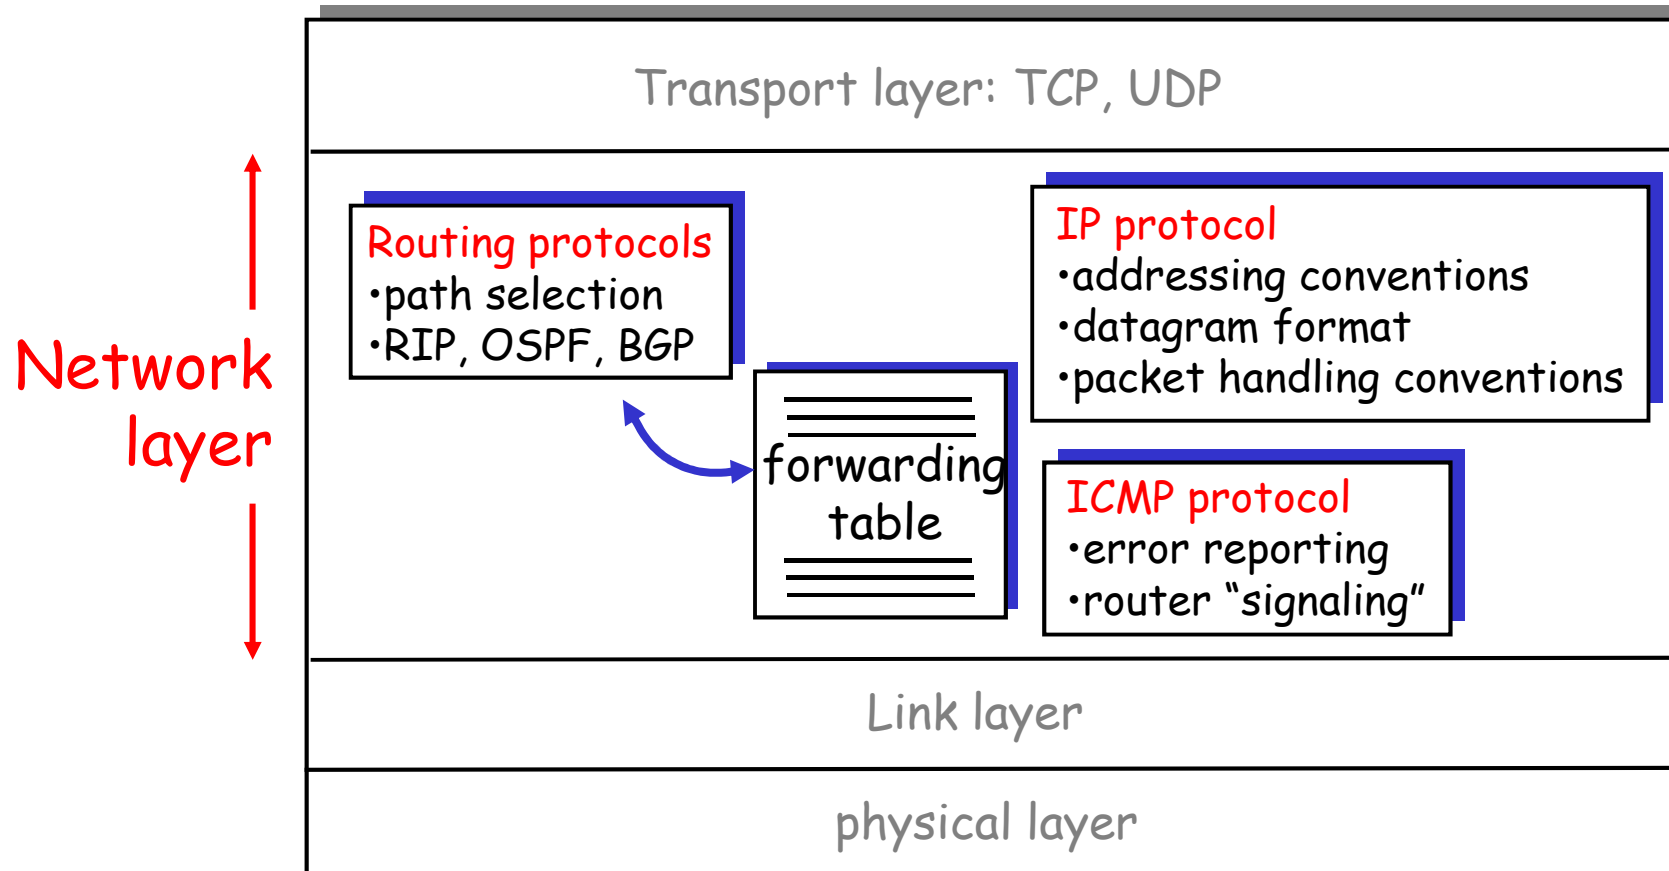 Transport layer: TCP, UDP
Network
layer
Routing protocols
•path selection
•RIP, OSPF, BGP
forwarding
table
IP protocol
•addressing conventions
•datagram format
•packet handling conventions
ICMP protocol
•error reporting
•router “signaling”
Link layer
physical layer